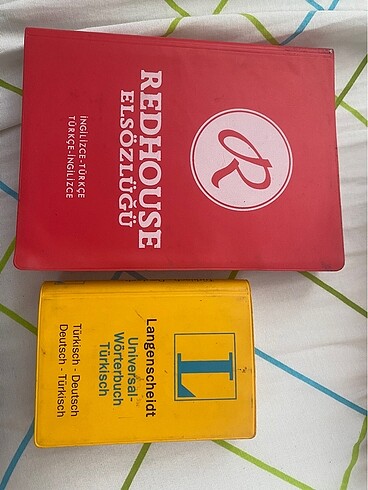 R
REDHOUSE
ELSÖZLÜĞÜ
İNGİLİZCE-TÜRKÇE
TÜRKÇE-İNGİLİZCE
L
Langenscheidt
Universal-
Wörterbuch
Türkisch
Türkisch - Deutsch
Deutsch - Türkisch